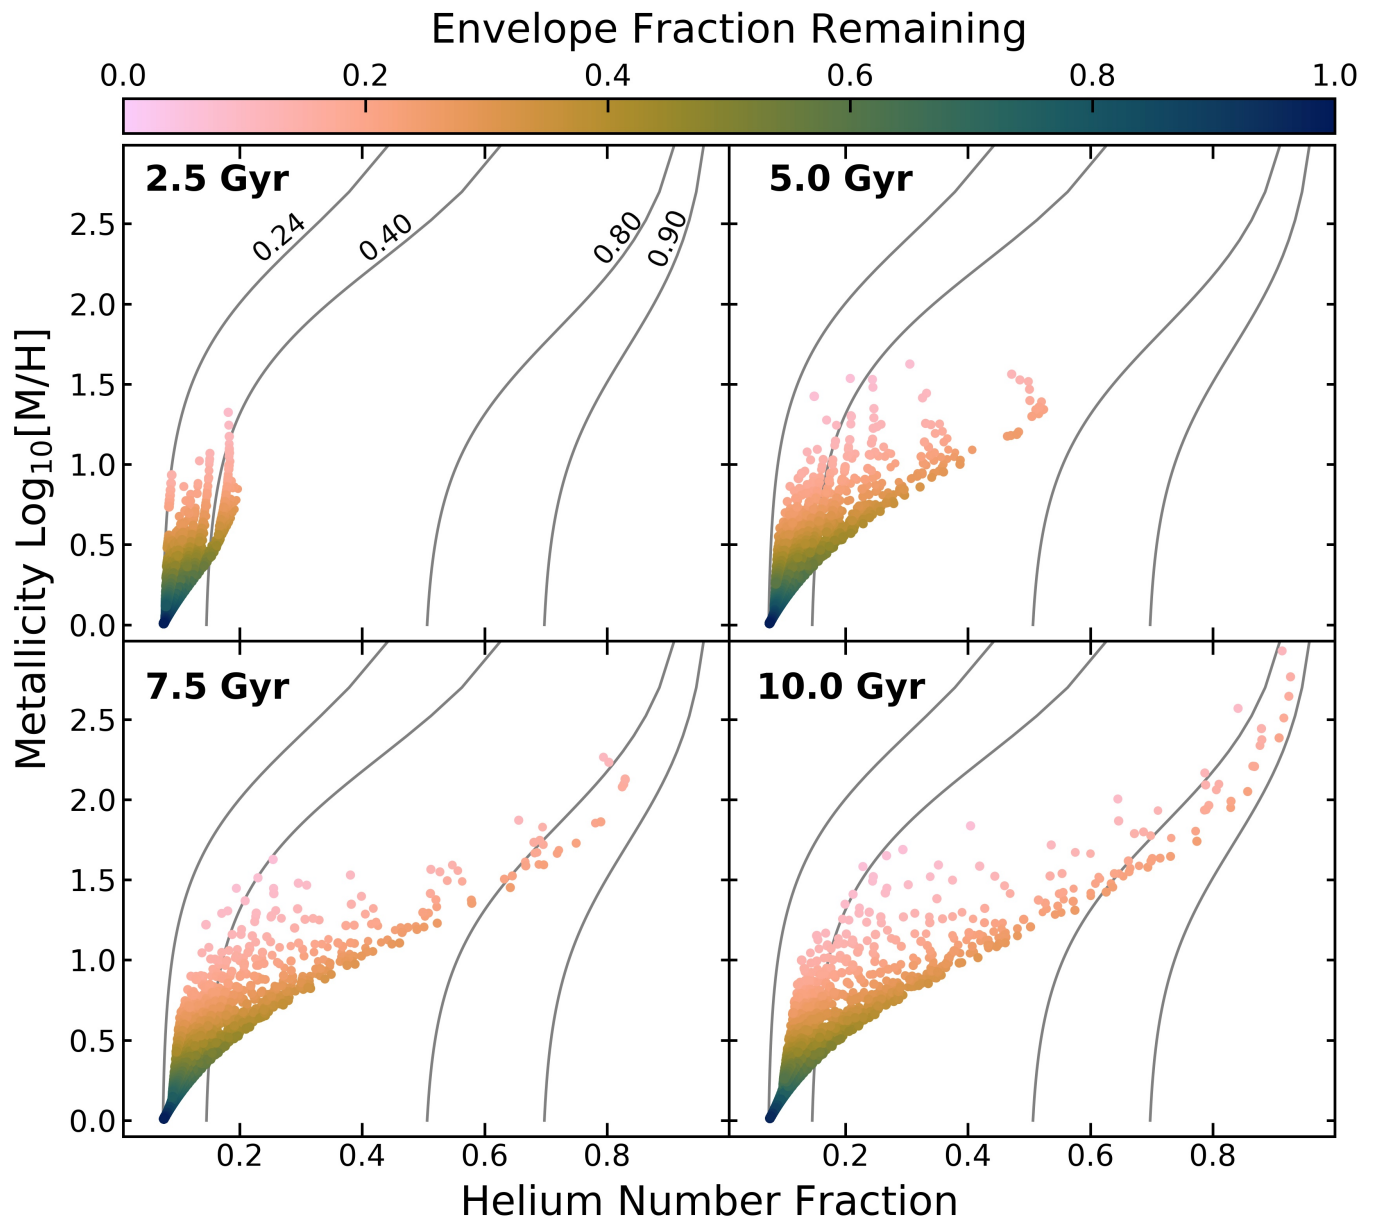 Envelope Fraction Remaining
0.0 0.2 0.4 0.6 0.8 1.0
2.5 Gyr
5.0 Gyr
0.24 0.40 0.80 0.90
2.5
2.0
1.5
1.0
0.5
0.0
7.5 Gyr
10.0 Gyr
2.5
2.0
1.5
1.0
0.5
0.0
Metallicity Log10[M/H]
0.2 0.4 0.6 0.8 0.2 0.4 0.6 0.8
Helium Number Fraction